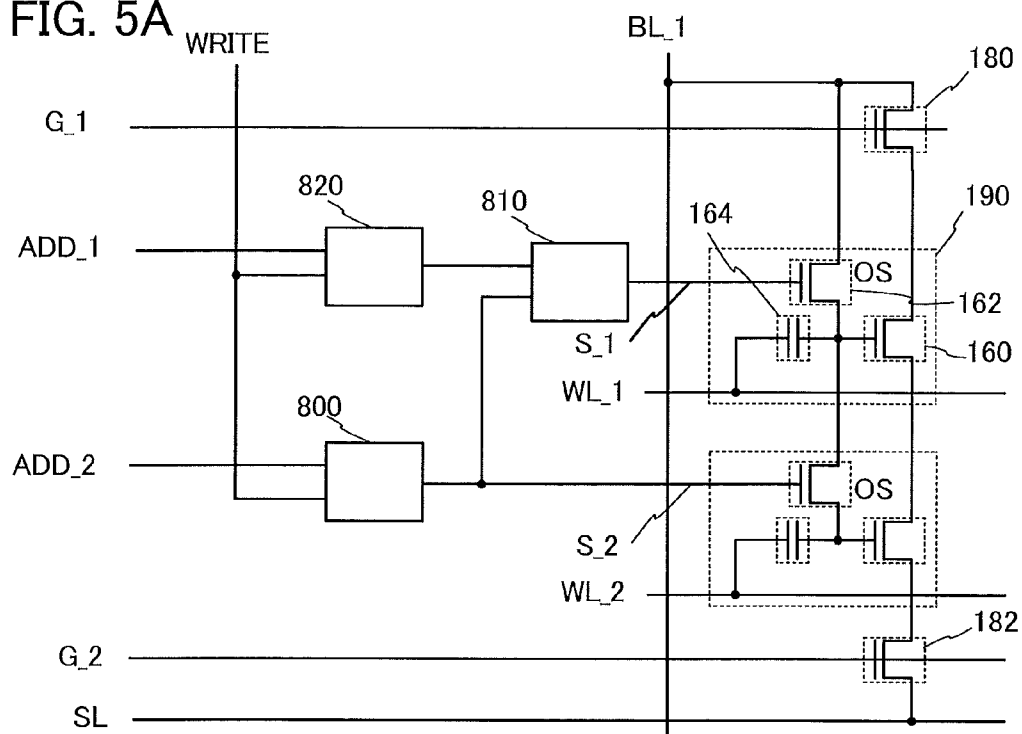 FIG. 5A
WRITE
BL_1
180
G_1
820
810
164
190
ADD_1
OS
162
S_1
160
WL_1
800
ADD_2
OS
S_2
WL_2
182
G_2
SL